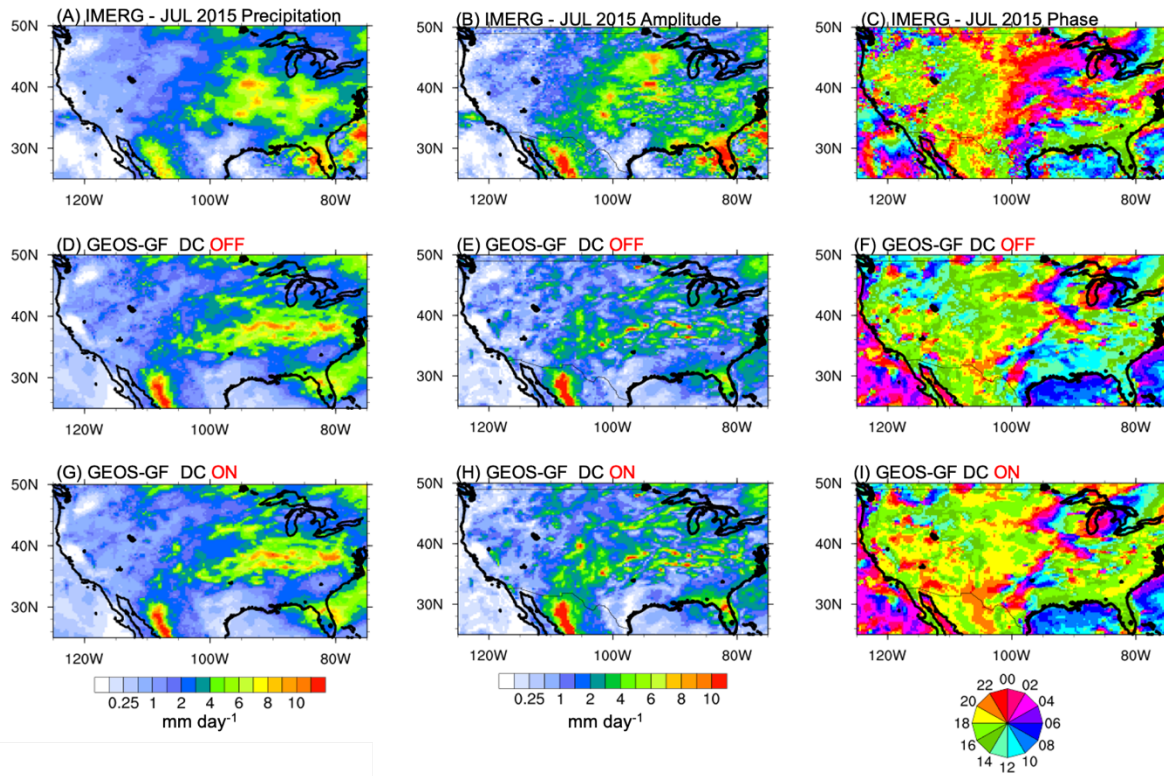 (A) IMERG - JUL 2015 Precipitation
(B) IMERG - JUL 2015 Amplitude
(C) IMERG - JUL 2015 Phase
50N 50N 50N
40N 40N 40N
30N 30N 30N
120W 100W 80W 120W 100W 80W 120W 100W 80W
(D) GEOS-GF DC OFF
(E) GEOS-GF DC OFF
(F) GEOS-GF DC OFF
50N 50N 50N
40N 40N 40N
30N 30N 30N
120W 100W 80W 120W 100W 80W 120W 100W 80W
(G) GEOS-GF DC ON
(H) GEOS-GF DC ON
(I) GEOS-GF DC ON
50N 50N 50N
40N 40N 40N
30N 30N 30N
120W 100W 80W 120W 100W 80W 120W 100W 80W
0.25 1 2 4 6 8 10
mm day-1
0.25 1 2 4 6 8 10
mm day-1
00
22 02
20 04
18 06
16 08
14 10
12